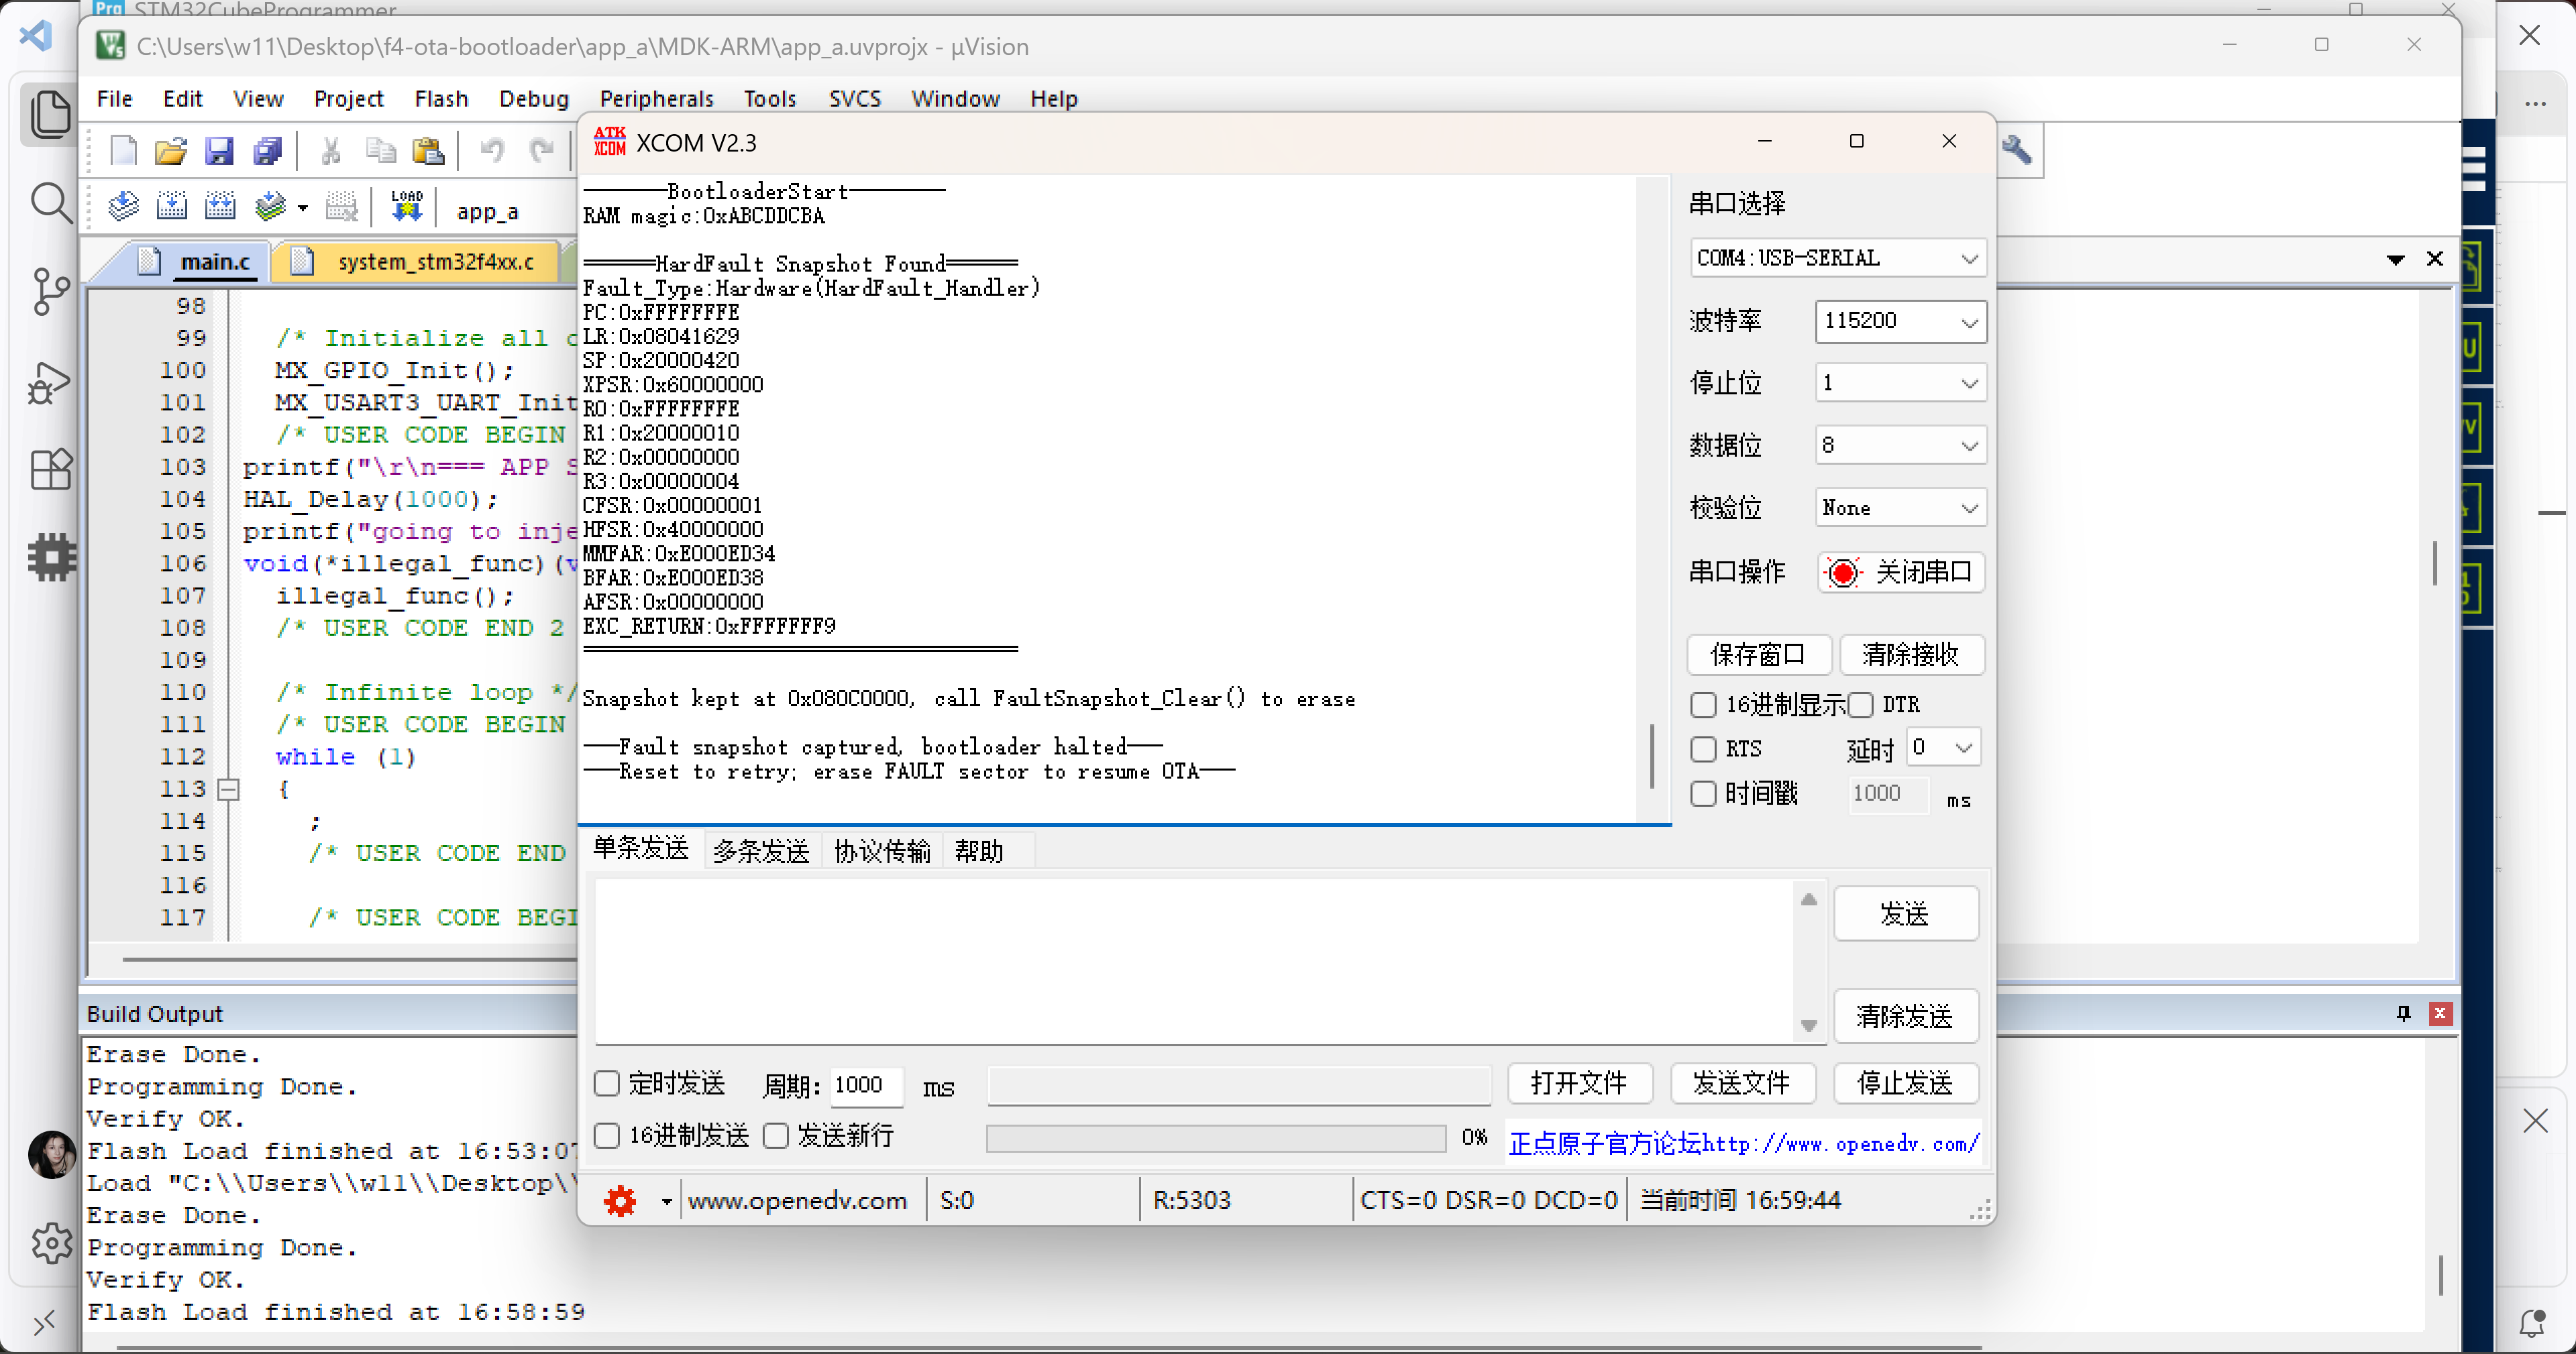 STM32CubeProgrammer
C:\Users\w11\Desktop\f4-ota-bootloader\app_a\MDK-ARM\app_a.uvprojx - µVision
File Edit View Project Flash Debug Peripherals Tools SVCS Window Help
LOAD
app_a
main.c
system_stm32f4xx.c
98
99 /* Initialize all c
100 MX_GPIO_Init();
101 MX_USART3_UART_Init
102 /* USER CODE BEGIN
103 printf("\r\n=== APP S
104 HAL_Delay(1000);
105 printf("going to inje
106 void(*illegal_func)(v
107 illegal_func();
108 /* USER CODE END 2
109
110 /* Infinite loop */
111 /* USER CODE BEGIN
112 while (1)
113 {
114 ;
115 /* USER CODE END
116
117 /* USER CODE BEGI
Build Output
Erase Done.
Programming Done.
Verify OK.
Flash Load finished at 16:53:07
Load "C:\\Users\\w11\\Desktop\\
Erase Done.
Programming Done.
Verify OK.
Flash Load finished at 16:58:59
ATK
XCOM
XCOM V2.3
———————BootloaderStart————————
RAM magic:0xABCDDCBA
======HardFault Snapshot Found======
Fault_Type:Hardware(HardFault_Handler)
PC:0xFFFFFFFE
LR:0x08041629
SP:0x20000420
XPSR:0x60000000
R0:0xFFFFFFFE
R1:0x20000010
R2:0x00000000
R3:0x00000004
CFSR:0x00000001
HFSR:0x40000000
MMFAR:0xE000ED34
BFAR:0xE000ED38
AFSR:0x00000000
EXC_RETURN:0xFFFFFFF9
====================================
Snapshot kept at 0x080C0000, call FaultSnapshot_Clear() to erase
———Fault snapshot captured, bootloader halted———
———Reset to retry; erase FAULT sector to resume OTA———
串口选择
COM4:USB-SERIAL
波特率 115200
停止位 1
数据位 8
校验位 None
串口操作 关闭串口
保存窗口 清除接收
16进制显示 DTR
RTS 延时 0
时间戳 1000 ms
单条发送 多条发送 协议传输 帮助
发送
清除发送
定时发送 周期: 1000 ms 打开文件 发送文件 停止发送
16进制发送 发送新行 0% 正点原子官方论坛http://www.openedv.com/
www.openedv.com S:0 R:5303 CTS=0 DSR=0 DCD=0 当前时间 16:59:44